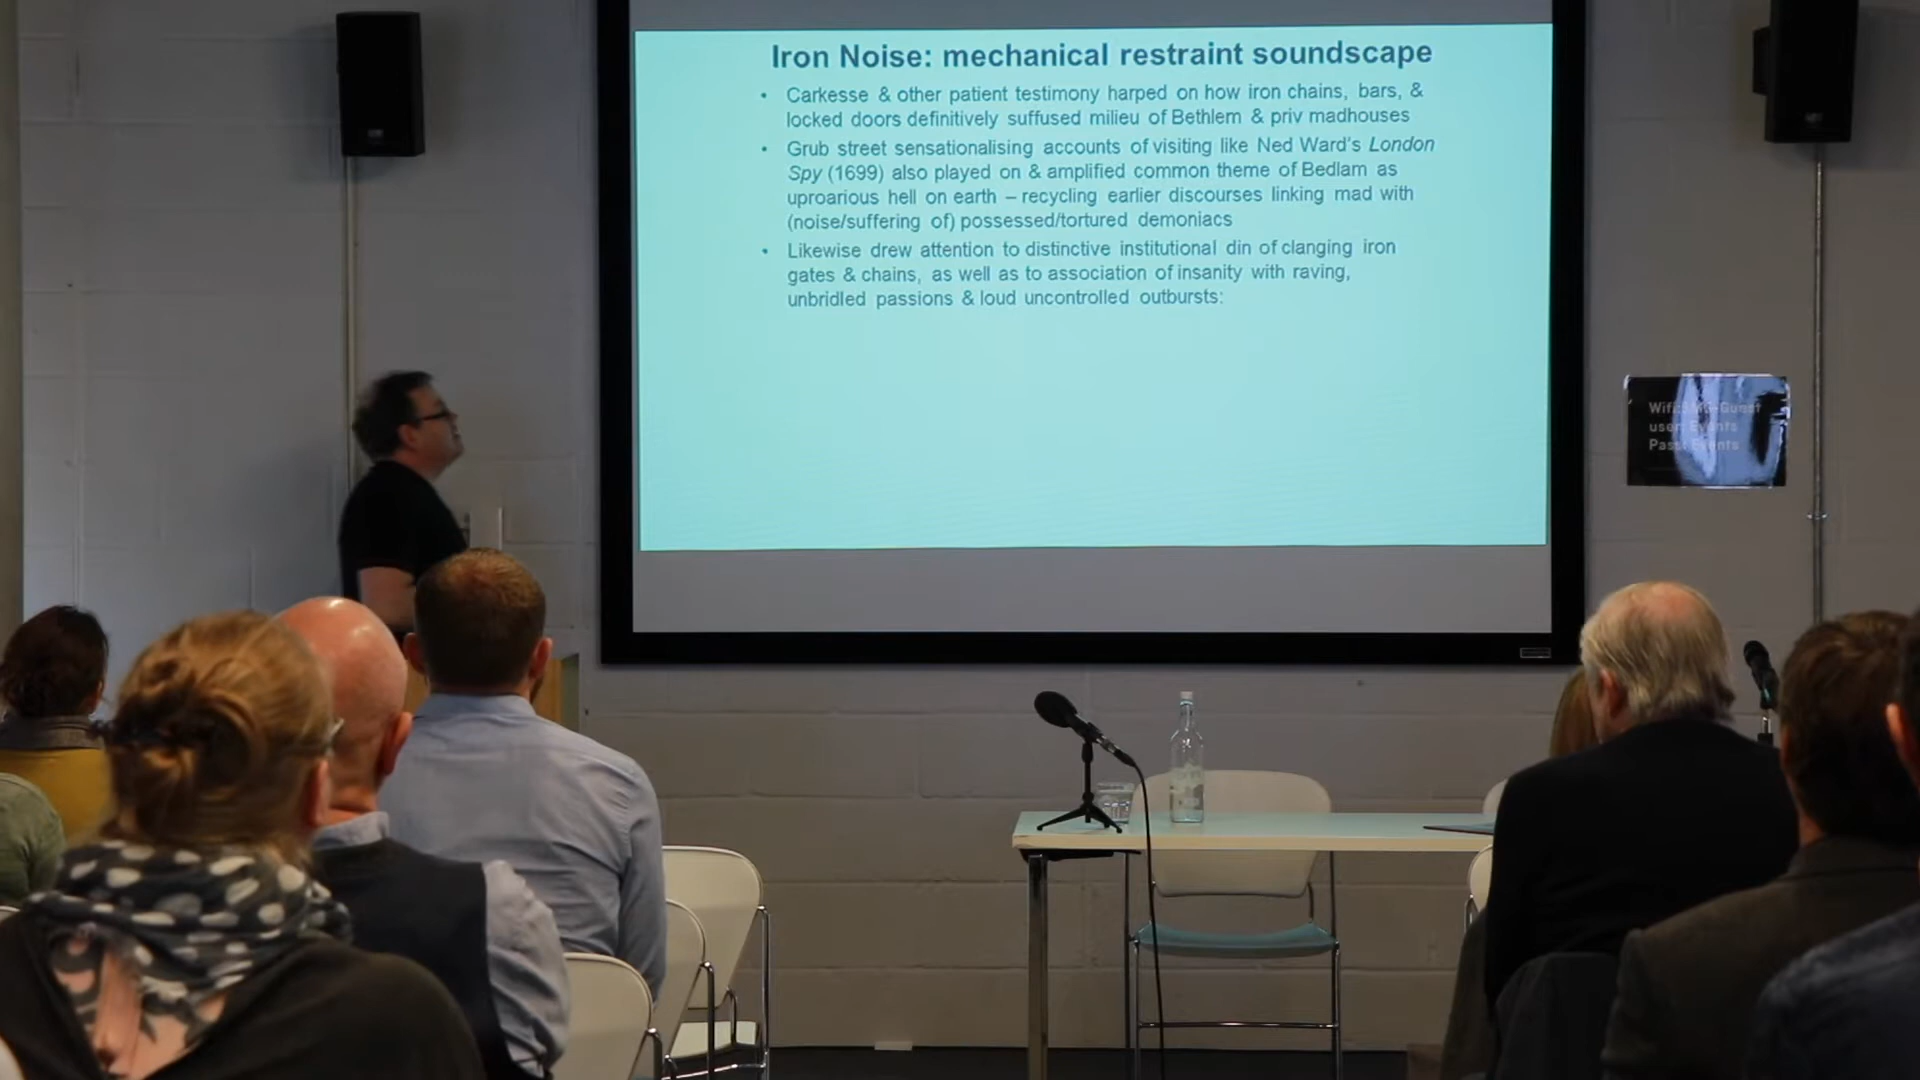 Iron Noise: mechanical restraint soundscape
• Carkesse & other patient testimony harped on how iron chains, bars, &
locked doors definitively suffused milieu of Bethlem & priv madhouses
• Grub street sensationalising accounts of visiting like Ned Ward's London
Spy (1699) also played on & amplified common theme of Bedlam as
uproarious hell on earth – recycling earlier discourses linking mad with
(noise/suffering of) possessed/tortured demoniacs
• Likewise drew attention to distinctive institutional din of clanging iron
gates & chains, as well as to association of insanity with raving,
unbridled passions & loud uncontrolled outbursts:
Guest
user: Events
Events